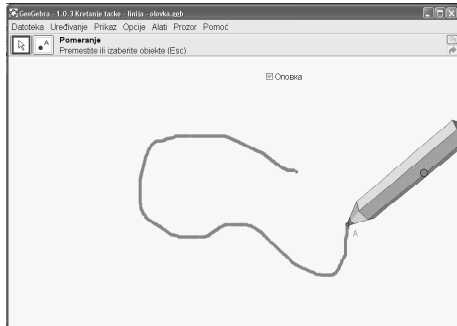 GeoGebra - 1.0.3 Kretanje tacke - linija - olovka.ggb
Datoteka Uređivanje Prikaz Opcije Alati Prozor Pomoć
Pomeranje
Premestite ili izaberite objekte (Esc)
Оловка
A